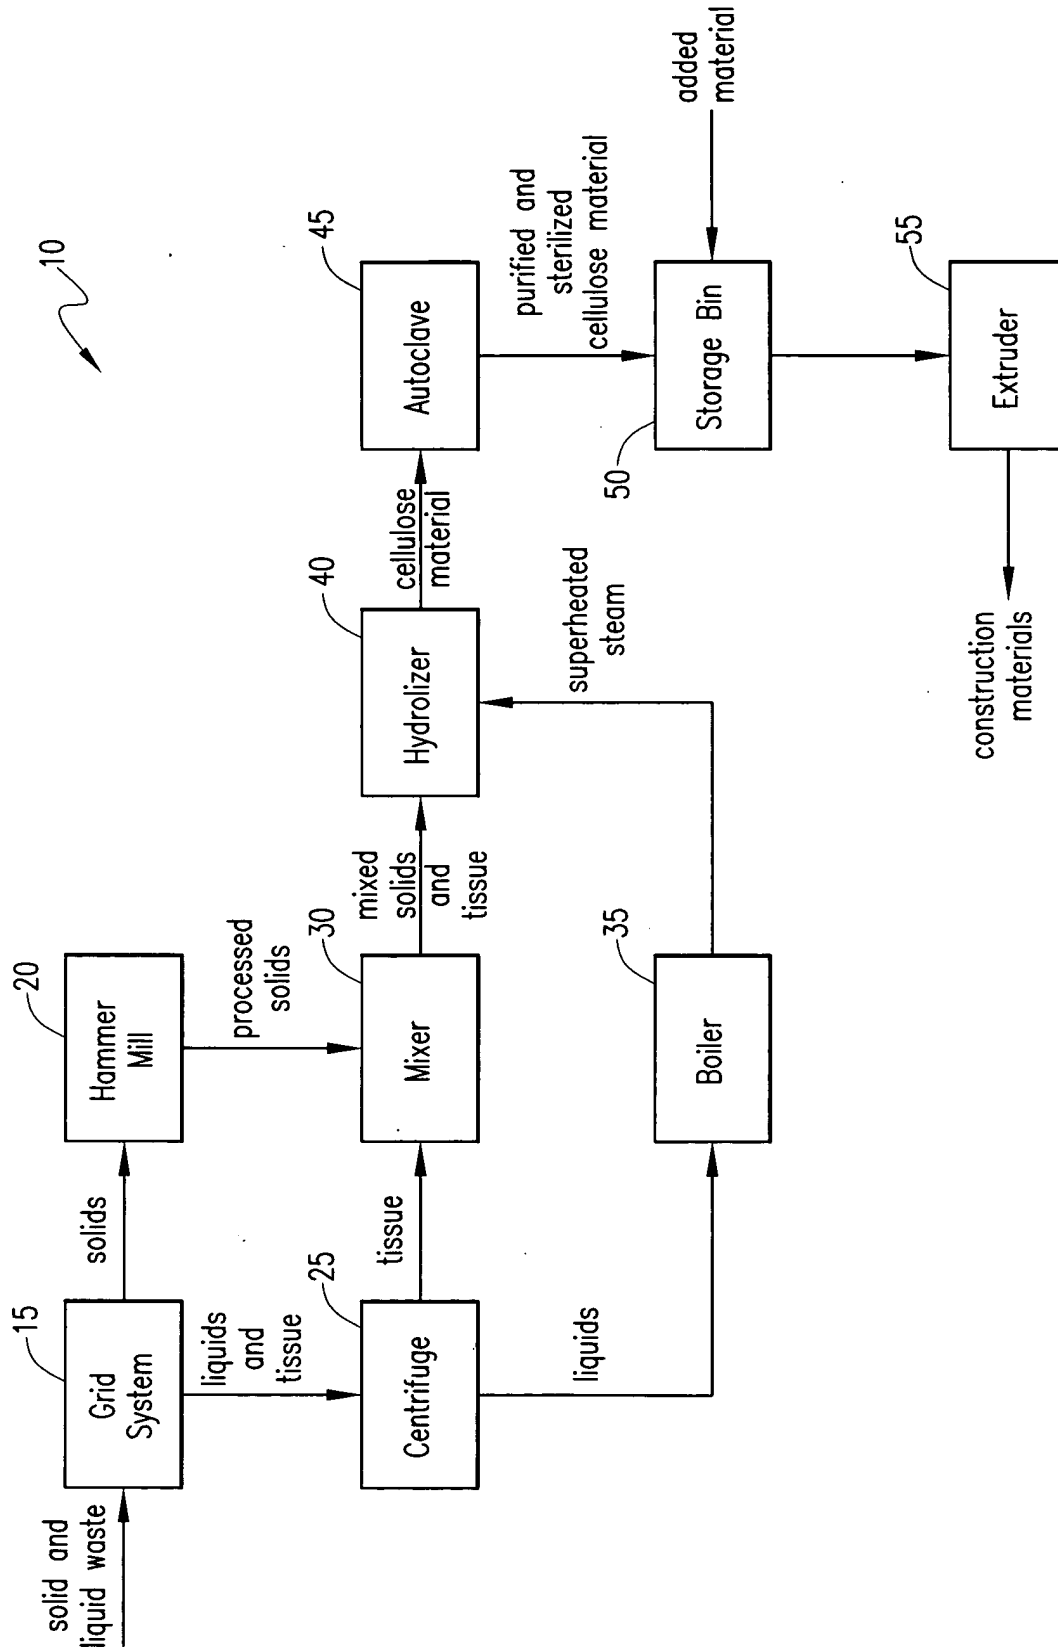 10
solid and
liquid waste
15
Grid
System
solids
20
Hammer
Mill
liquids
and
tissue
processed
solids
25
Centrifuge
tissue
30
Mixer
mixed
solids
and
tissue
40
Hydrolizer
cellulose
material
45
Autoclave
liquids
35
Boiler
superheated
steam
purified and
sterilized
cellulose material
50
Storage Bin
added
material
55
Extruder
construction
materials